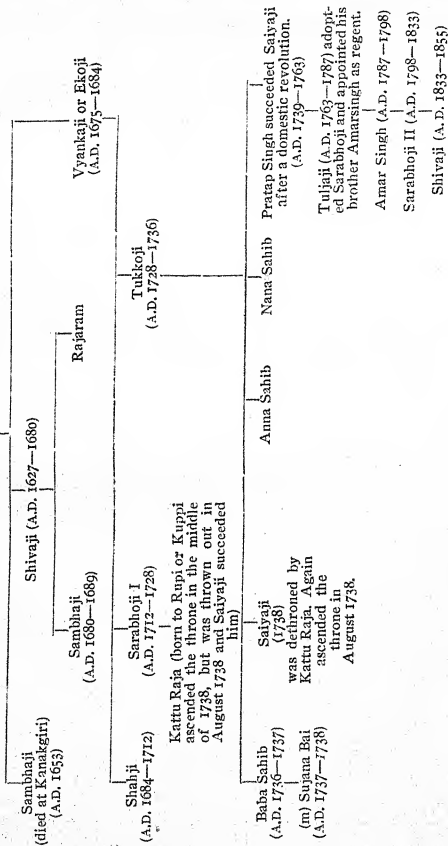 Sambhaji
(died at Kanakgiri)
(A.D. 1653)
Shivaji (A.D. 1627—1680)
Vyankaji or Ekoji
(A.D. 1675—1684)
Sambhaji
(A.D. 1680—1689)
Rajaram
Shahji
(A.D. 1684—1712)
Sarabhoji I
(A.D. 1712—1728)
Tukkoji
(A.D. 1728—1736)
Kattu Raja (born to Rupi or Kuppi
ascended the throne in the middle
of 1738, but was thrown out in
August 1738 and Saiyaji succeeded
him)
Baba Sahib
(A.D. 1736—1737)
(m) Sujana Bai
(A.D. 1737—1738)
Saiyaji
(1738)
was dethroned by
Kattu Raja. Again
ascended the
throne in
August 1738.
Anna Sahib
Nana Sahib
Pratap Singh succeeded Saiyaji
after a domestic revolution.
(A.D. 1739—1763)
Tuljaji (A.D. 1763—1787) adopt-
ed Sarabhoji and appointed his
brother Amarsingh as regent.
Amar Singh (A.D. 1787—1798)
Sarabhoji II (A.D. 1798—1833)
Shivaji (A.D. 1833—1855)